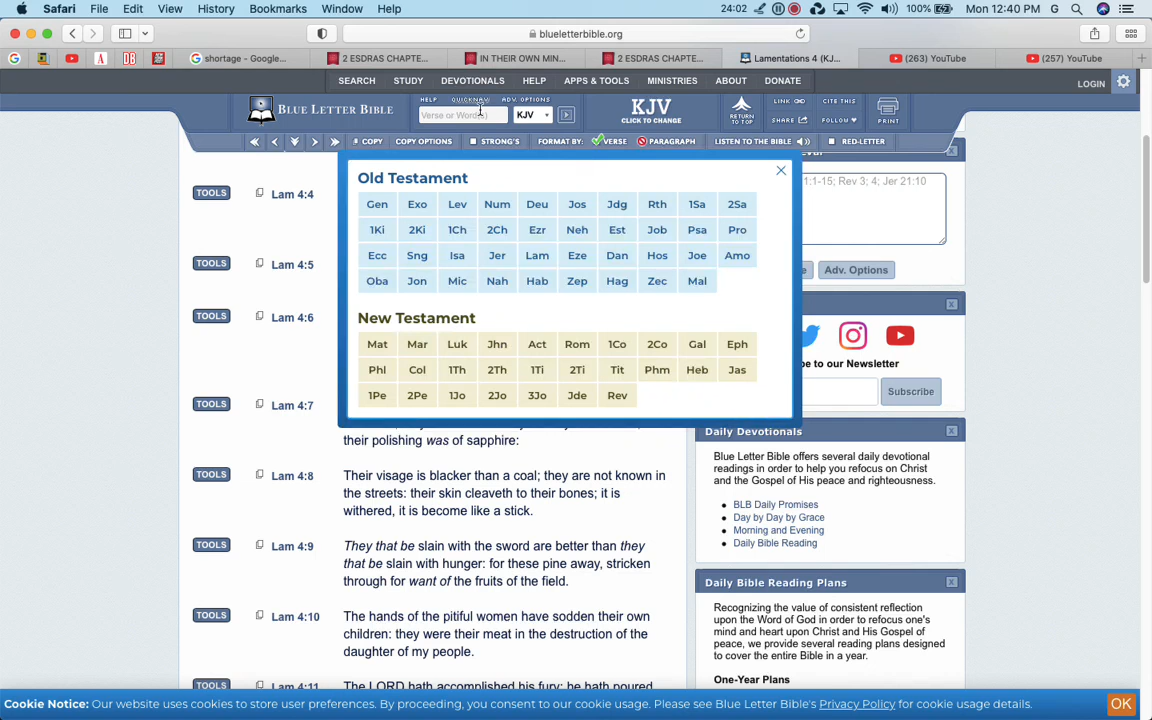 Safari File Edit View History Bookmarks Window Help 24:02 100% Mon 12:40 PM G
blueletterbible.org
shortage - Google... 2 ESDRAS CHAPTE... IN THEIR OWN MIN... 2 ESDRAS CHAPTE... Lamentations 4 (KJ... (263) YouTube (257) YouTube
SEARCH STUDY DEVOTIONALS HELP APPS & TOOLS MINISTRIES ABOUT DONATE LOGIN
HELP QUICKNAV ADV. OPTIONS
BLUE LETTER BIBLE
Verse or Word(s) KJV
KJV
CLICK TO CHANGE
RETURN
TO TOP
LINK CITE THIS
SHARE FOLLOW
PRINT
COPY COPY OPTIONS STRONG'S FORMAT BY: VERSE PARAGRAPH LISTEN TO THE BIBLE RED-LETTER
Old Testament
Gen Exo Lev Num Deu Jos Jdg Rth 1Sa 2Sa
1Ki 2Ki 1Ch 2Ch Ezr Neh Est Job Psa Pro
Ecc Sng Isa Jer Lam Eze Dan Hos Joe Amo
Oba Jon Mic Nah Hab Zep Hag Zec Mal
New Testament
Mat Mar Luk Jhn Act Rom 1Co 2Co Gal Eph
Phl Col 1Th 2Th 1Ti 2Ti Tit Phm Heb Jas
1Pe 2Pe 1Jo 2Jo 3Jo Jde Rev
TOOLS Lam 4:4
TOOLS Lam 4:5
TOOLS Lam 4:6
TOOLS Lam 4:7
their polishing was of sapphire:
TOOLS Lam 4:8 Their visage is blacker than a coal; they are not known in
the streets: their skin cleaveth to their bones; it is
withered, it is become like a stick.
TOOLS Lam 4:9 They that be slain with the sword are better than they
that be slain with hunger: for these pine away, stricken
through for want of the fruits of the field.
TOOLS Lam 4:10 The hands of the pitiful women have sodden their own
children: they were their meat in the destruction of the
daughter of my people.
TOOLS Lam 4:11 The LORD hath accomplished his fury; he hath poured
1:1-15; Rev 3; 4; Jer 21:10
Adv. Options
be to our Newsletter
Subscribe
Daily Devotionals
Blue Letter Bible offers several daily devotional
readings in order to help you refocus on Christ
and the Gospel of His peace and righteousness.
BLB Daily Promises
Day by Day by Grace
Morning and Evening
Daily Bible Reading
Daily Bible Reading Plans
Recognizing the value of consistent reflection
upon the Word of God in order to refocus one's
mind and heart upon Christ and His Gospel of
peace, we provide several reading plans designed
to cover the entire Bible in a year.
One-Year Plans
Cookie Notice: Our website uses cookies to store user preferences. By proceeding, you consent to our cookie usage. Please see Blue Letter Bible's Privacy Policy for cookie usage details. OK